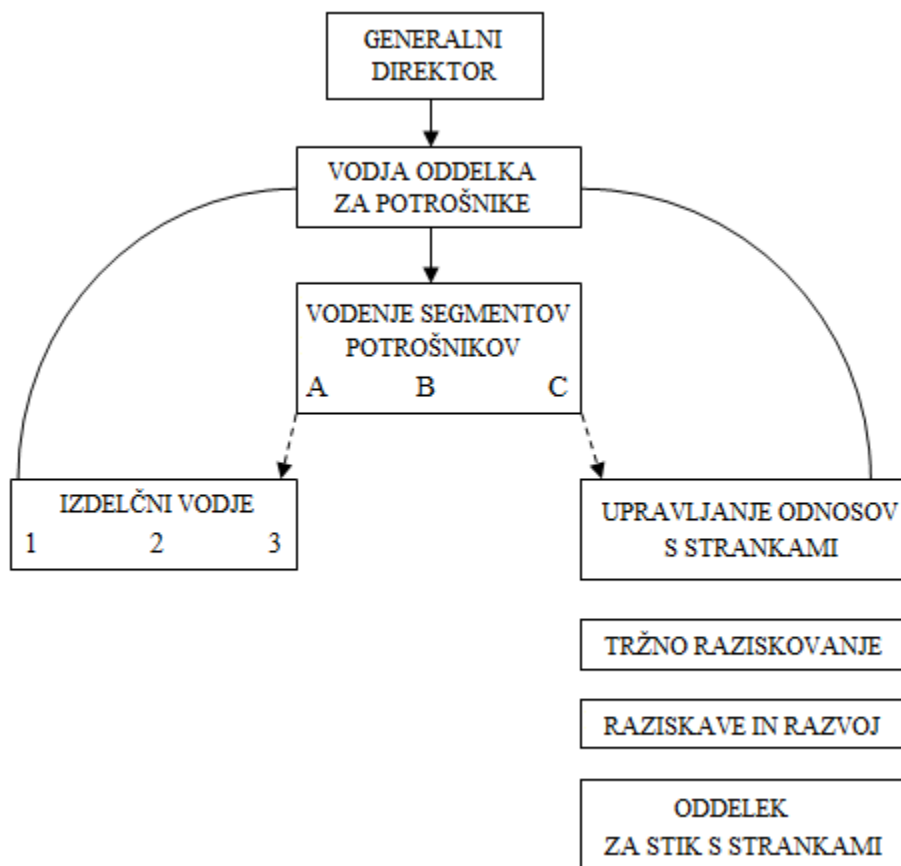 GENERALNI
DIREKTOR
VODJA ODDELKA
ZA POTROŠNIKE
VODENJE SEGMENTOV
POTROŠNIKOV
A B C
IZDELČNI VODJE
1 2 3
UPRAVLJANJE ODNOSOV
S STRANKAMI
TRŽNO RAZISKOVANJE
RAZISKAVE IN RAZVOJ
ODDELEK
ZA STIK S STRANKAMI